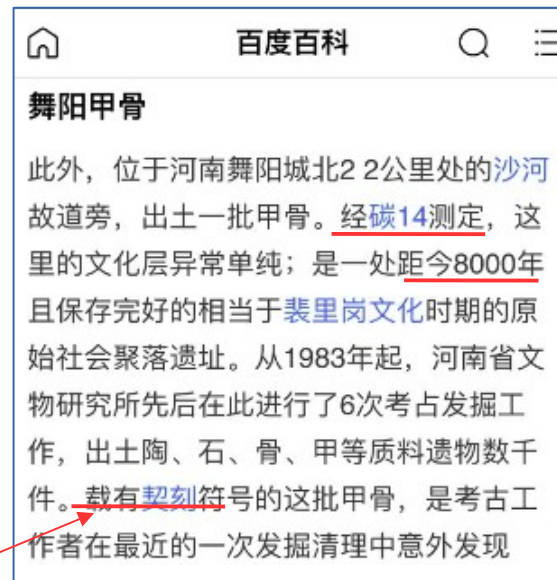 百度百科
舞阳甲骨
此外，位于河南舞阳城北2 2公里处的沙河
故道旁，出土一批甲骨。经碳14测定，这
里的文化层异常单纯；是一处距今8000年
且保存完好的相当于裴里岗文化时期的原
始社会聚落遗址。从1983年起，河南省文
物研究所先后在此进行了6次考占发掘工
作，出土陶、石、骨、甲等质料遗物数千
件。载有契刻符号的这批甲骨，是考古工
作者在最近的一次发掘清理中意外发现